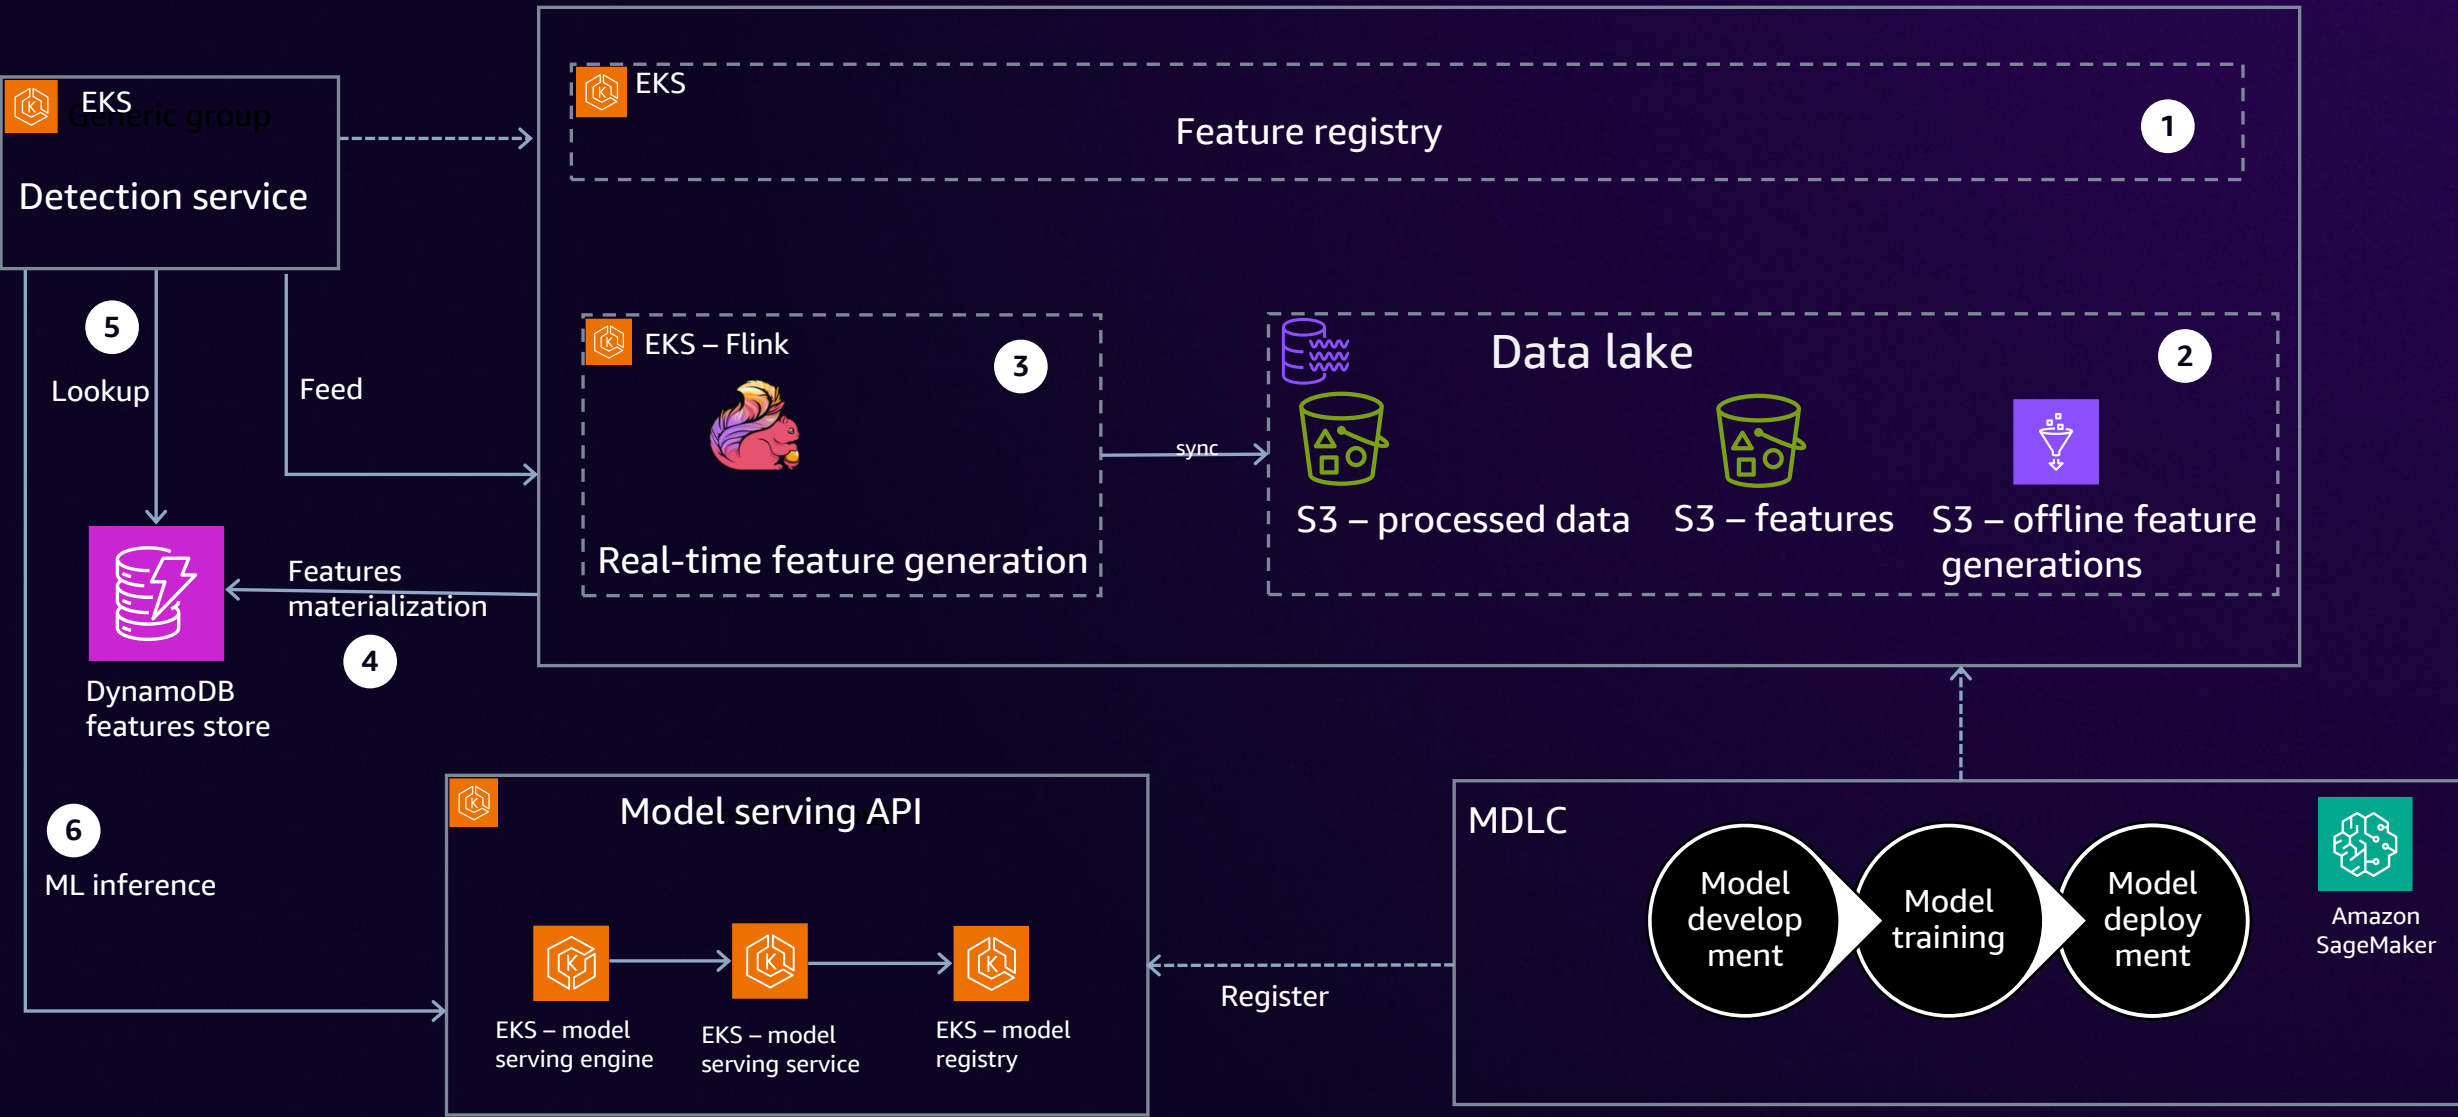 EKS
Generic group
Detection service
EKS
Feature registry
1
5
Lookup
Feed
EKS – Flink
3
Real-time feature generation
sync
Data lake
2
S3 – processed data
S3 – features
S3 – offline feature
generations
Features
materialization
4
DynamoDB
features store
6
ML inference
Model serving API
EKS – model
serving engine
EKS – model
serving service
EKS – model
registry
Register
MDLC
Model
develop
ment
Model
training
Model
deploy
ment
Amazon
SageMaker